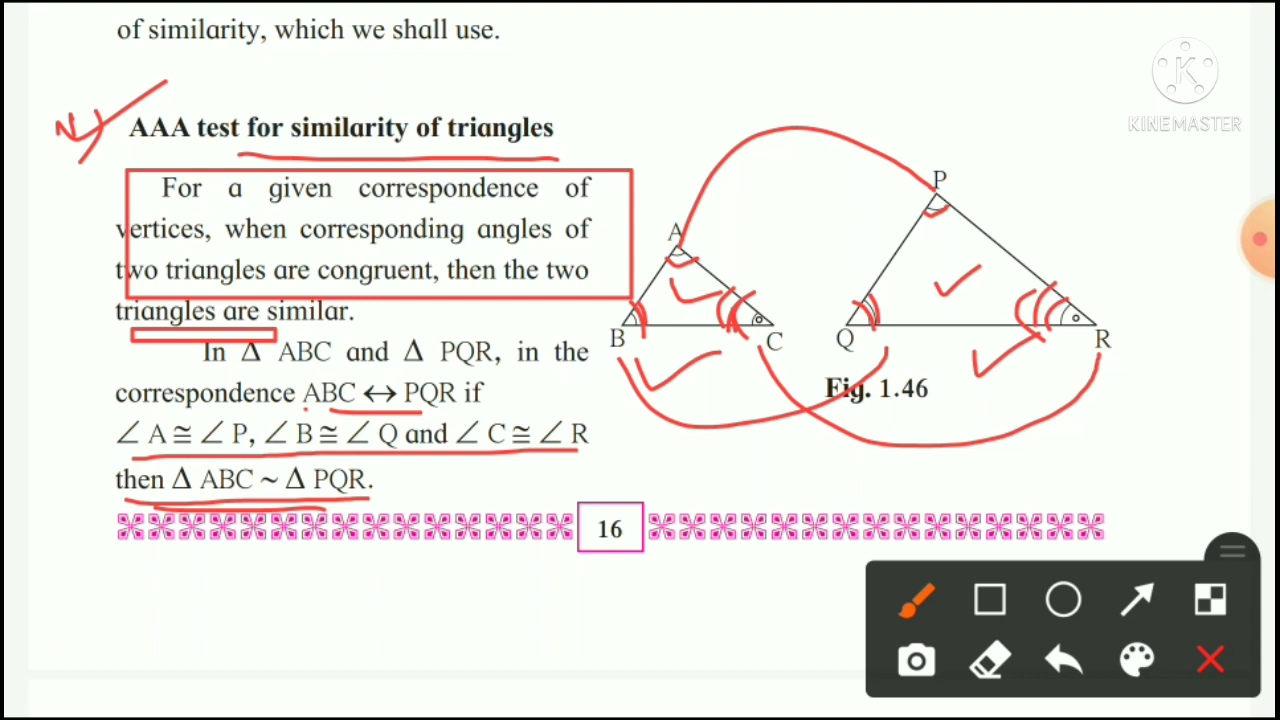 of similarity, which we shall use.
AAA test for similarity of triangles
For a given correspondence of
vertices, when corresponding angles of
two triangles are congruent, then the two
triangles are similar.
In Δ ABC and Δ PQR, in the
correspondence ABC ↔ PQR if
∠ A ≅ ∠ P, ∠ B ≅ ∠ Q and ∠ C ≅ ∠ R
then Δ ABC ~ Δ PQR.
A
B
C
P
Q
R
Fig. 1.46
16
K
KINEMASTER